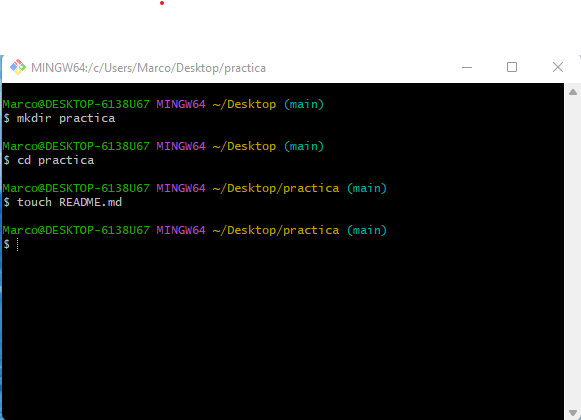 MINGW64:/c/Users/Marco/Desktop/practica
Marco@DESKTOP-6138U67 MINGW64 ~/Desktop (main)
$ mkdir practica
Marco@DESKTOP-6138U67 MINGW64 ~/Desktop (main)
$ cd practica
Marco@DESKTOP-6138U67 MINGW64 ~/Desktop/practica (main)
$ touch README.md
Marco@DESKTOP-6138U67 MINGW64 ~/Desktop/practica (main)
$